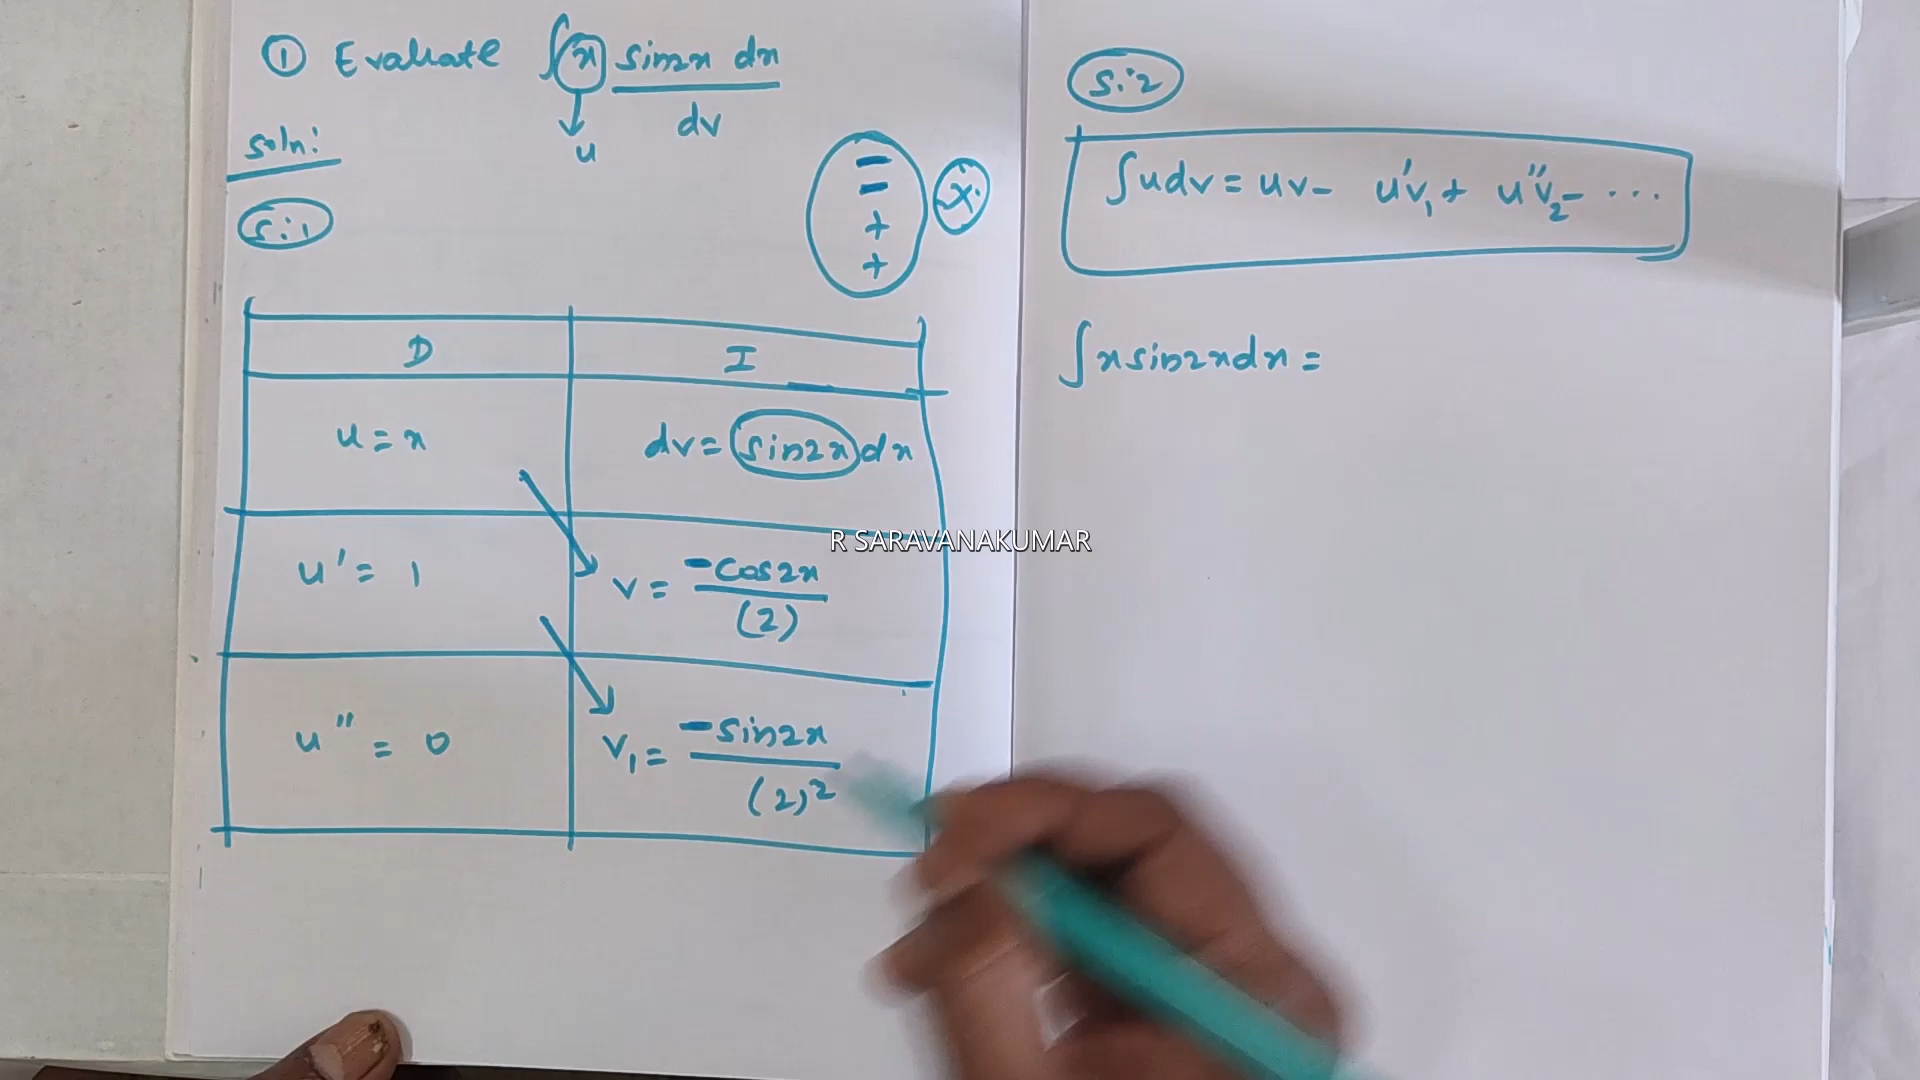 ① Evaluate ∫x sin2x dx
u
dv
soln:
S:1
- - + +
x.
D I
u = x dv = sin2x dx
u' = 1 v = -cos2x/(2)
u'' = 0 v₁ = -sin2x/(2)²
S:2
∫udv = uv - u'v₁ + u''v₂ - ...
∫x sin2x dx =
R SARAVANAKUMAR